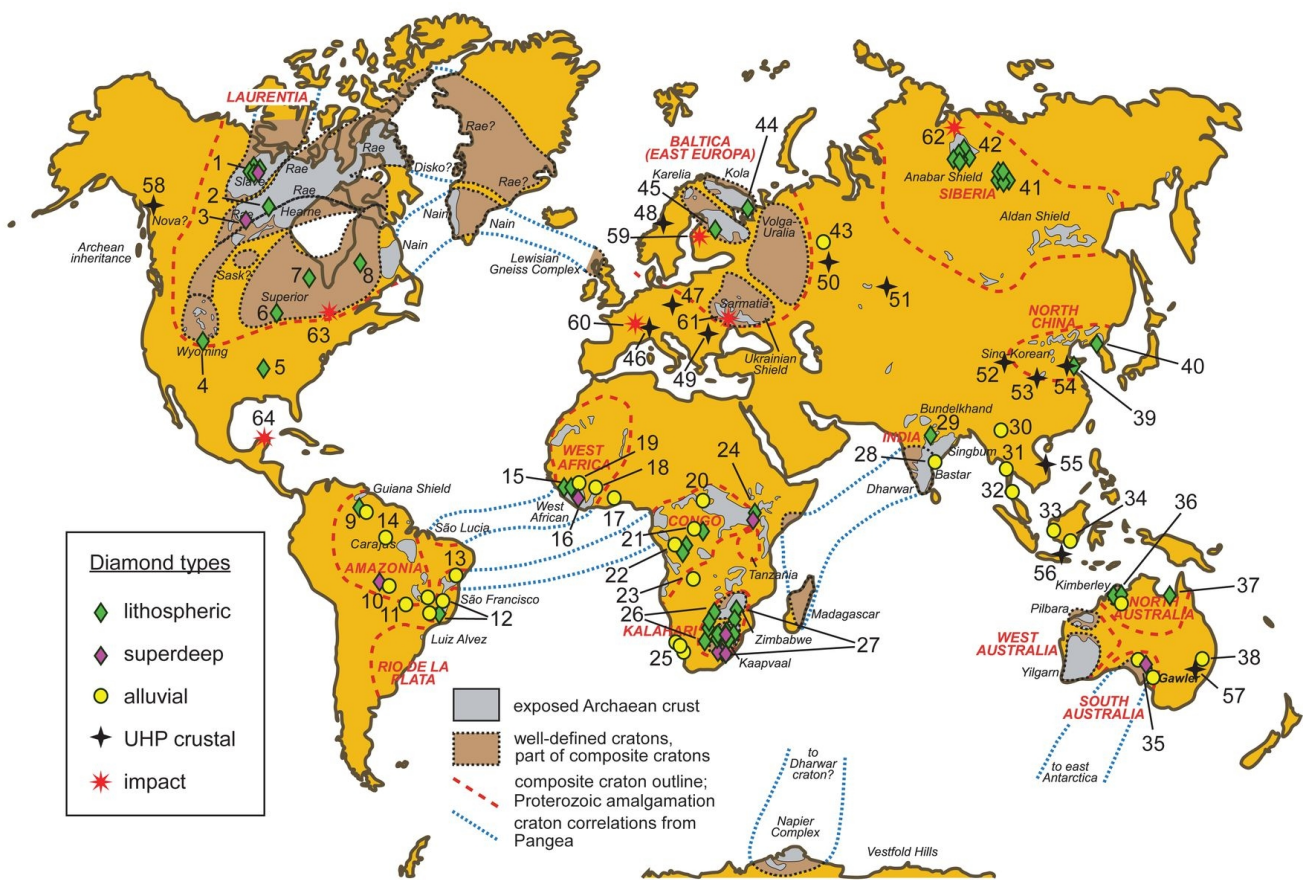 LAURENTIA
Rae?
Rae
Rae
Disko?
Rae?
1
Slave
2
Rae
Hearne
3
Rae
58
Nova?
Nain
Nain
Nain
Archean
inheritance
Sask?
7
8
Superior
6
63
Wyoming
4
5
64
Lewisian
Gneiss Complex
BALTICA
(EAST EUROPA)
44
Karelia
Kola
45
48
59
Volga-
Uralia
43
50
47
Sarmatia
61
60
46
49
Ukrainian
Shield
51
62
42
Anabar Shield
41
SIBERIA
Aldan Shield
NORTH
CHINA
Sino-Korean
52
53
54
40
39
Bundelkhand
29
INDIA
Singbum
28
Bastar
Dharwar
30
31
32
55
33
34
56
36
Kimberley
37
Pilbara
NORTH
AUSTRALIA
WEST
AUSTRALIA
Yilgarn
Gawler
38
57
SOUTH
AUSTRALIA
35
to east
Antarctica
WEST
AFRICA
19
18
15
West
African
16
17
24
20
CONGO
21
22
23
Tanzania
26
KALAHARI
25
27
Zimbabwe
Kaapvaal
Madagascar
Guiana Shield
9
14
São Lucia
Carajás
13
AMAZONIA
10
11
São Francisco
12
Luiz Alvez
RIO DE LA
PLATA
Diamond types
lithospheric
superdeep
alluvial
UHP crustal
impact
exposed Archaean crust
well-defined cratons,
part of composite cratons
composite craton outline;
Proterozoic amalgamation
craton correlations from
Pangea
to
Dharwar
craton?
Napier
Complex
Vestfold Hills